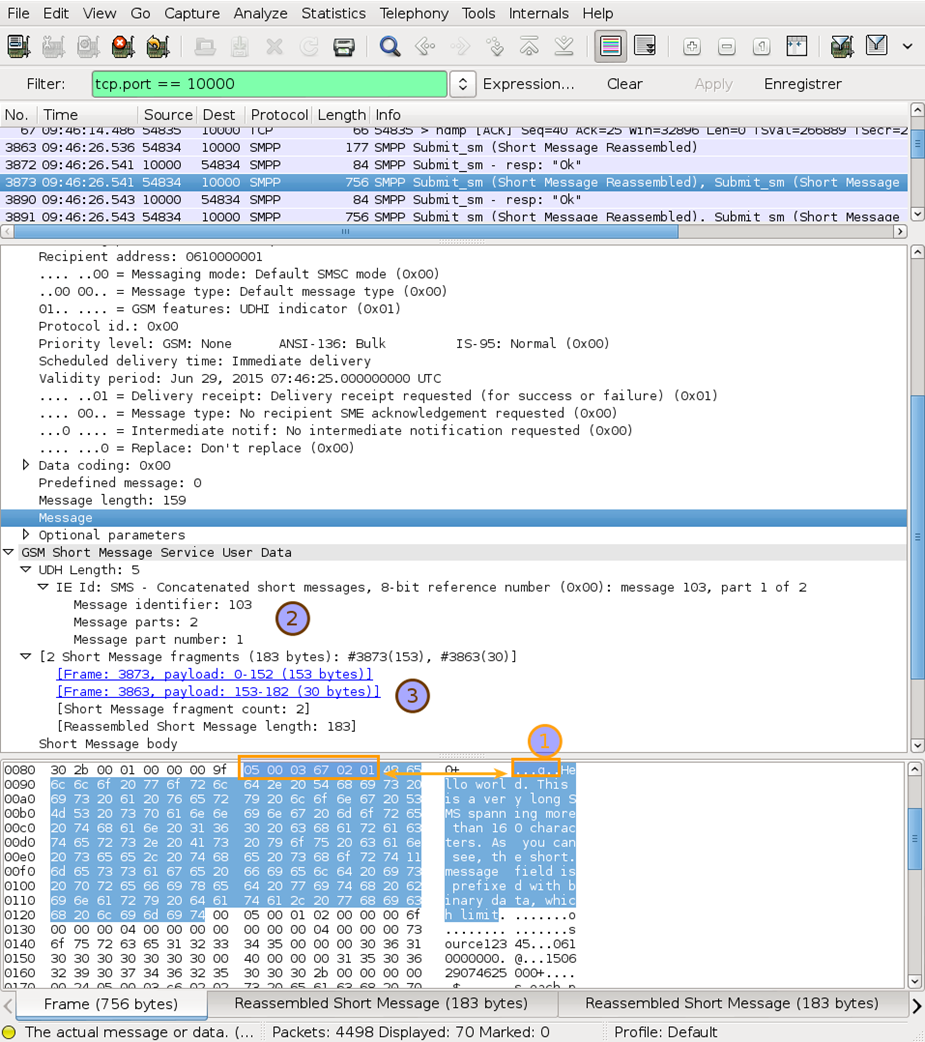 File Edit View Go Capture Analyze Statistics Telephony Tools Internals Help
Filter: tcp.port == 10000 Expression... Clear Apply Enregistrer
No. Time Source Dest Protocol Length Info
67 09:46:14.486 54835 10000 TCP 66 54835 > ndmp [ACK] Seq=40 Ack=25 Win=32896 Len=0 TSval=266889 TSecr=2
3863 09:46:26.536 54834 10000 SMPP 177 SMPP Submit_sm (Short Message Reassembled)
3872 09:46:26.541 10000 54834 SMPP 84 SMPP Submit_sm - resp: "Ok"
3873 09:46:26.541 54834 10000 SMPP 756 SMPP Submit_sm (Short Message Reassembled), Submit_sm (Short Message
3890 09:46:26.543 10000 54834 SMPP 84 SMPP Submit_sm - resp: "Ok"
3891 09:46:26.543 54834 10000 SMPP 756 SMPP Submit_sm (Short Message Reassembled), Submit_sm (Short Message
Recipient address: 0610000001
.... ..00 = Messaging mode: Default SMSC mode (0x00)
..00 00.. = Message type: Default message type (0x00)
01.. .... = GSM features: UDHI indicator (0x01)
Protocol id.: 0x00
Priority level: GSM: None ANSI-136: Bulk IS-95: Normal (0x00)
Scheduled delivery time: Immediate delivery
Validity period: Jun 29, 2015 07:46:25.000000000 UTC
.... ..01 = Delivery receipt: Delivery receipt requested (for success or failure) (0x01)
.... 00.. = Message type: No recipient SME acknowledgement requested (0x00)
...0 .... = Intermediate notif: No intermediate notification requested (0x00)
.... ...0 = Replace: Don't replace (0x00)
Data coding: 0x00
Predefined message: 0
Message length: 159
Message
Optional parameters
GSM Short Message Service User Data
UDH Length: 5
IE Id: SMS - Concatenated short messages, 8-bit reference number (0x00): message 103, part 1 of 2
Message identifier: 103
Message parts: 2
2
Message part number: 1
[2 Short Message fragments (183 bytes): #3873(153), #3863(30)]
[Frame: 3873, payload: 0-152 (153 bytes)]
[Frame: 3863, payload: 153-182 (30 bytes)]
3
[Short Message fragment count: 2]
[Reassembled Short Message length: 183]
Short Message body
1
0080 30 2b 00 01 00 00 00 9f 05 00 03 67 02 01 48 65 0+ ...g..He
0090 6c 6c 6f 20 77 6f 72 6c 64 2e 20 54 68 69 73 20 llo worl d. This
00a0 69 73 20 61 20 76 65 72 79 20 6c 6f 6e 67 20 53 is a ver y long S
00b0 4d 53 20 73 70 61 6e 6e 69 6e 67 20 6d 6f 72 65 MS spann ing more
00c0 20 74 68 61 6e 20 31 36 30 20 63 68 61 72 61 63 than 16 0 charac
00d0 74 65 72 73 2e 20 41 73 20 79 6f 75 20 63 61 6e ters. As you can
00e0 20 73 65 65 2c 20 74 68 65 20 73 68 6f 72 74 11 see, th e short.
00f0 6d 65 73 73 61 67 65 20 66 69 65 6c 64 20 69 73 message field is
0100 20 70 72 65 66 69 78 65 64 20 77 69 74 68 20 62 prefixe d with b
0110 69 6e 61 72 79 20 64 61 74 61 2c 20 77 68 69 63 inary da ta, whic
0120 68 20 6c 69 6d 69 74 00 05 00 01 02 00 00 00 6f h limit. .......o
0130 00 00 00 04 00 00 00 00 00 00 00 04 00 00 00 73 ........ .......s
0140 6f 75 72 63 65 31 32 33 34 35 00 00 00 30 36 31 ource123 45...061
0150 30 30 30 30 30 30 30 00 40 00 00 00 31 35 30 36 0000000. @...1506
0160 32 39 30 37 34 36 32 35 30 30 30 2b 00 00 00 00 29074625 000+....
Frame (756 bytes) Reassembled Short Message (183 bytes) Reassembled Short Message (183 bytes)
The actual message or data. (... Packets: 4498 Displayed: 70 Marked: 0 Profile: Default